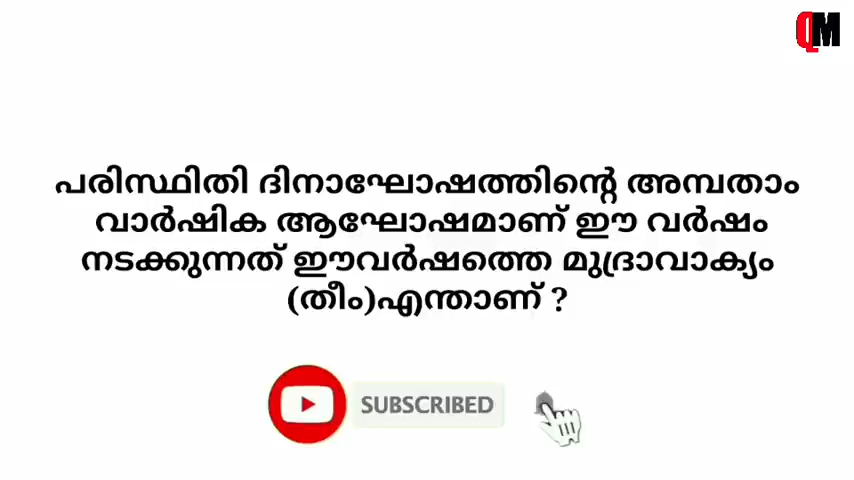 QM
പരിസ്ഥിതി ദിനാഘോഷത്തിന്റെ അമ്പതാം
വാർഷിക ആഘോഷമാണ് ഈ വർഷം
നടക്കുന്നത് ഈവർഷത്തെ മുദ്രാവാക്യം
(തീം)എന്താണ് ?
SUBSCRIBED